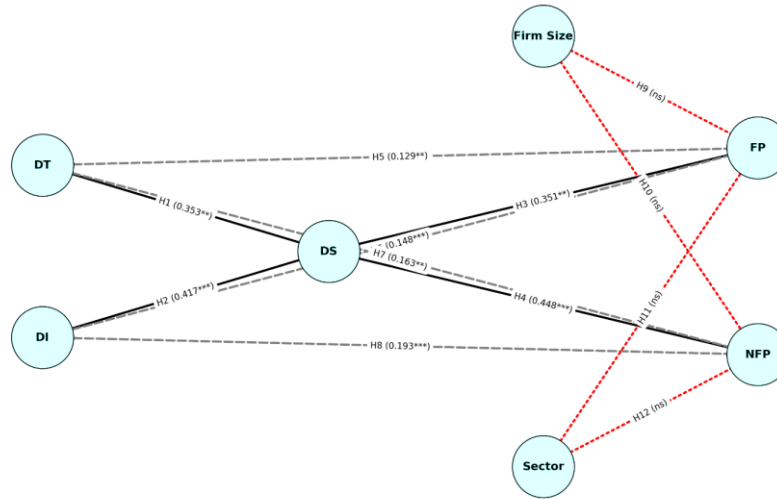 Firm Size
H9 (ns)
DT
H5 (0.129**)
FP
H1 (0.353**)
H3 (0.351**)
H10 (ns)
DS
(0.148***)
H7 (0.163**)
H2 (0.417***)
H4 (0.448***)
H11 (ns)
DI
H8 (0.193***)
NFP
H12 (ns)
Sector